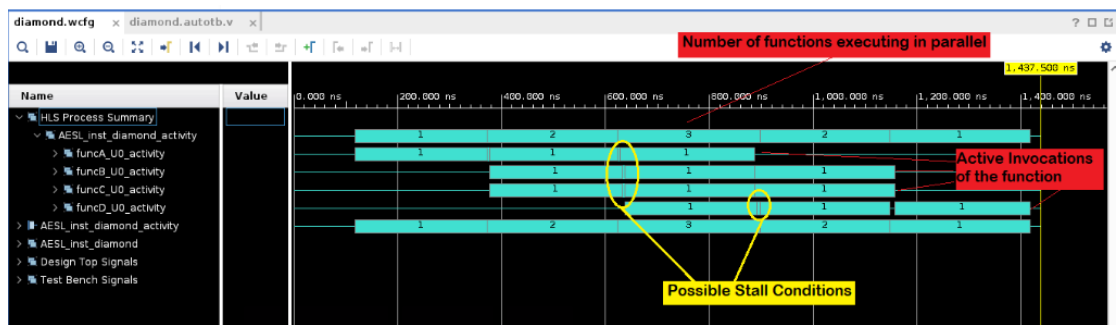 diamond.wcfg x diamond.autotb.v x
Number of functions executing in parallel
1,437.500 ns
Name Value
0.000 ns 200.000 ns 400.000 ns 600.000 ns 800.000 ns 1,000.000 ns 1,200.000 ns 1,400.000 ns
HLS Process Summary
AESL_inst_diamond_activity 1 2 3 2 1
funcA_U0_activity 1 1 1
funcB_U0_activity 1 1 1
funcC_U0_activity 1 1 1
funcD_U0_activity 1 1 1
AESL_inst_diamond_activity 1 2 3 2 1
AESL_inst_diamond
Design Top Signals
Test Bench Signals
Active Invocations
of the function
Possible Stall Conditions